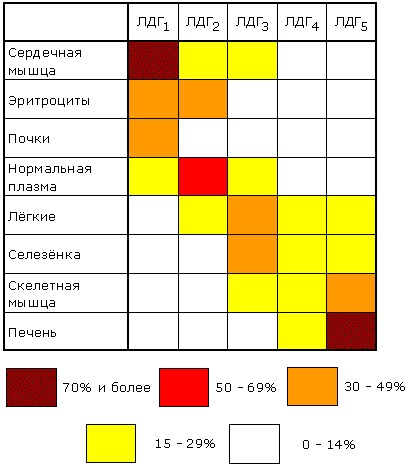 ЛДГ1 ЛДГ2 ЛДГ3 ЛДГ4 ЛДГ5
Сердечная
мышца
Эритроциты
Почки
Нормальная
плазма
Лёгкие
Селезёнка
Скелетная
мышца
Печень
70% и более 50 - 69% 30 - 49%
15 - 29% 0 - 14%